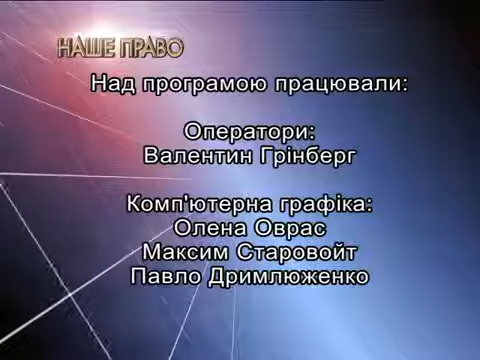 НАШЕ ПРАВО
Над програмою працювали:
Оператори:
Валентин Грінберг
Комп'ютерна графіка:
Олена Оврас
Максим Старовойт
Павло Дримлюженко